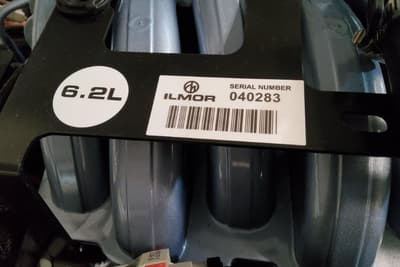 6.2L
ILMOR
SERIAL NUMBER
040283